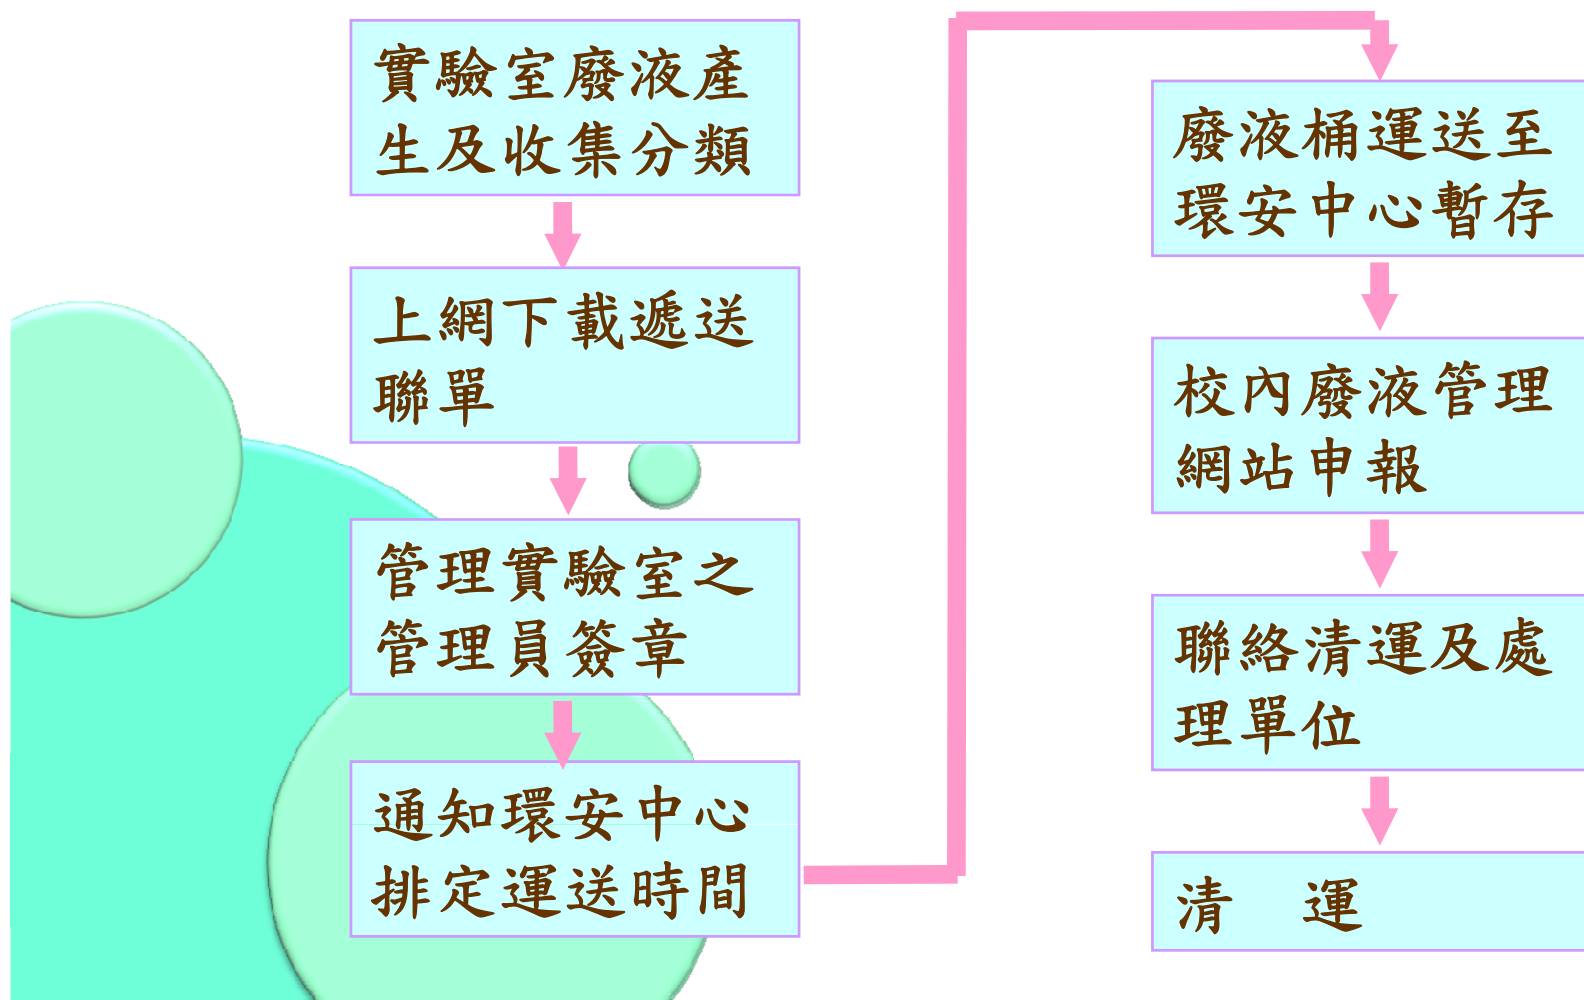 實驗室廢液產
生及收集分類
上網下載遞送
聯單
管理實驗室之
管理員簽章
通知環安中心
排定運送時間
廢液桶運送至
環安中心暫存
校內廢液管理
網站申報
聯絡清運及處
理單位
清　運